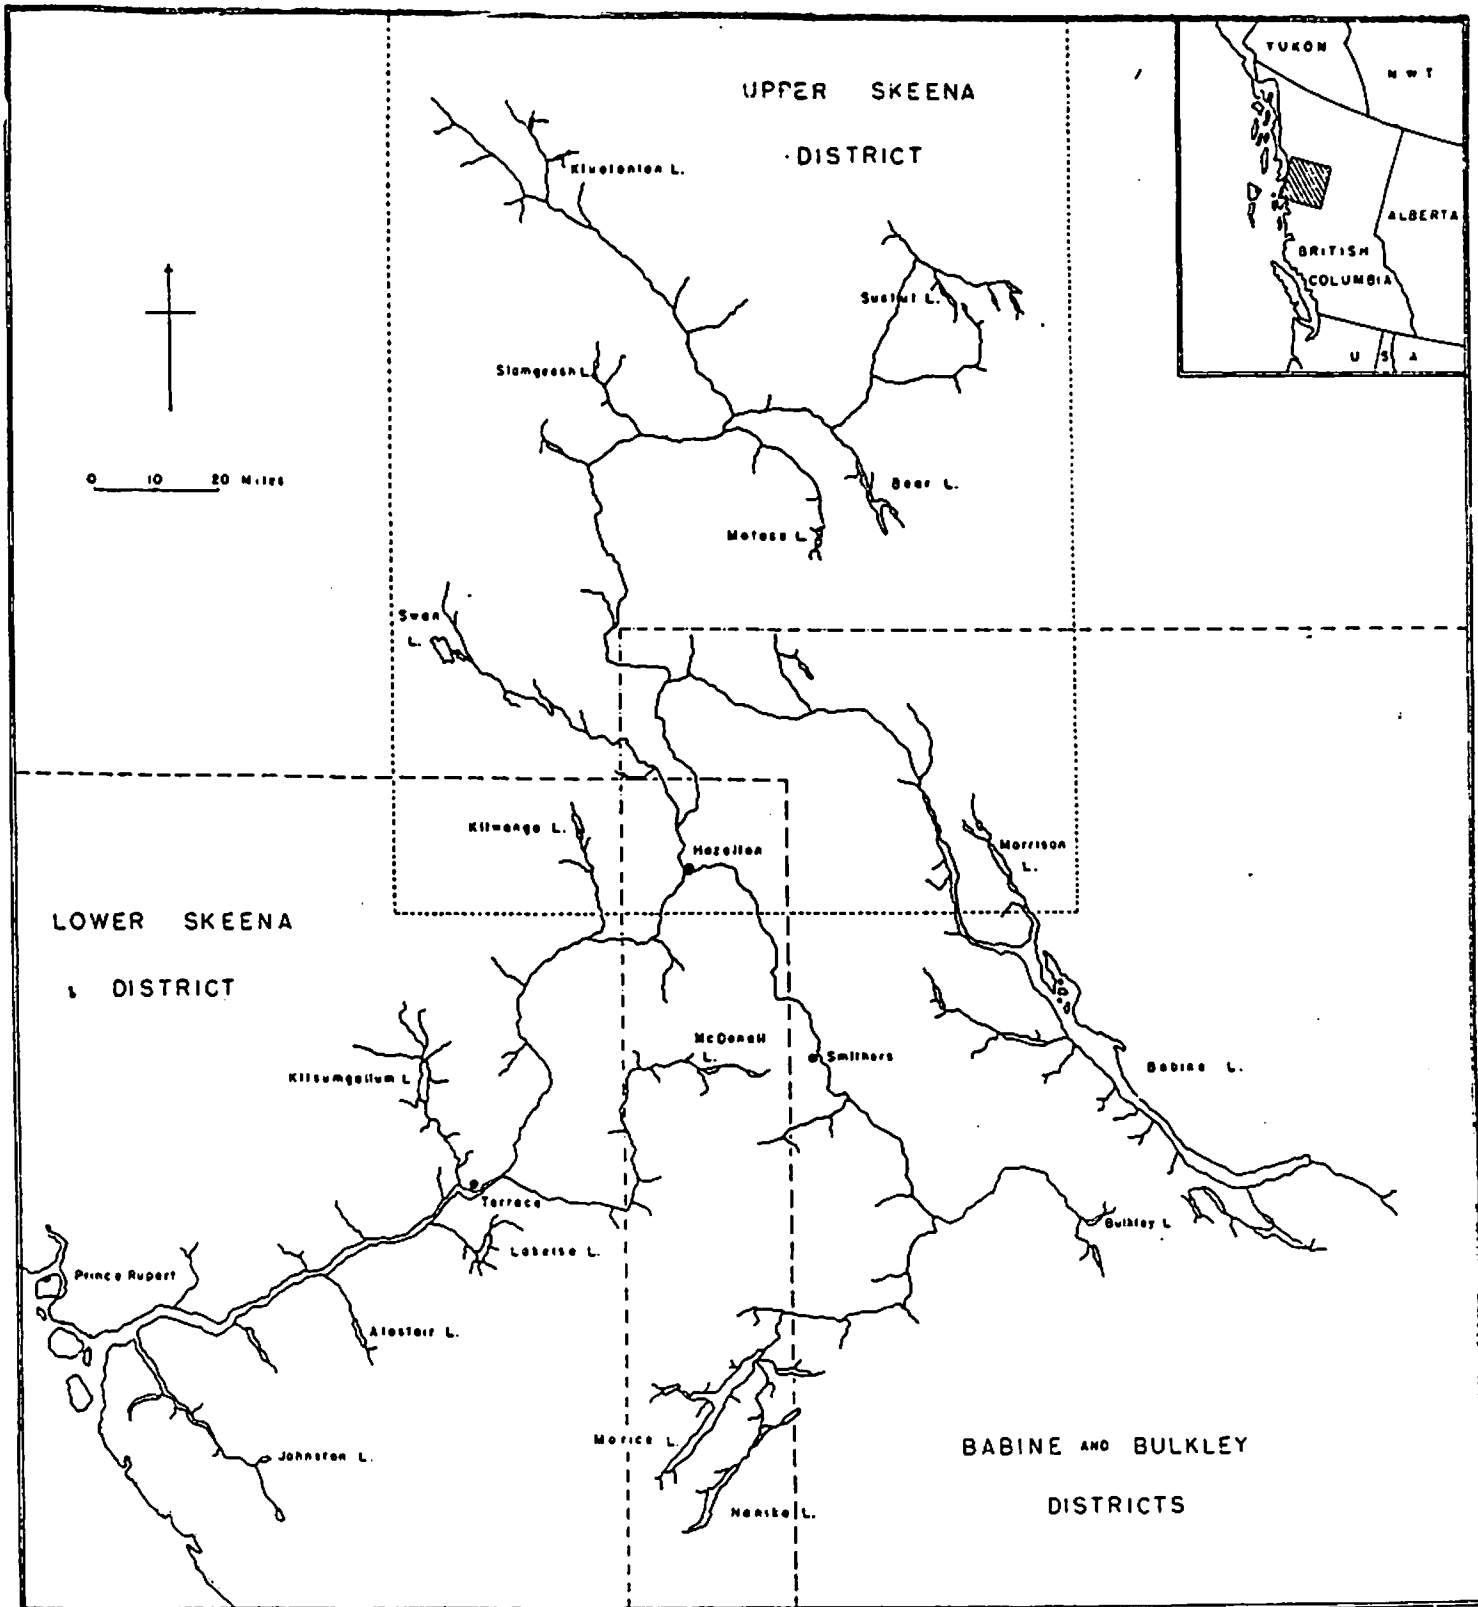 UPPER SKEENA
DISTRICT
YUKON
N W T
ALBERTA
BRITISH
COLUMBIA
U S A
Kluatanian L.
Sustut L.
Slamgeesh L.
0 10 20 Miles
Bear L.
Motase L.
Swan
L.
Kitwanga L.
Hazelton
Morrison
L.
LOWER SKEENA
DISTRICT
McDonell
L.
Smithers
Kitsumgallum L
Babine L.
Terrace
Bulkley L
Lakelse L.
Prince Rupert
Alastair L.
Morice L.
Johnston L.
BABINE AND BULKLEY
DISTRICTS
Nanika L.